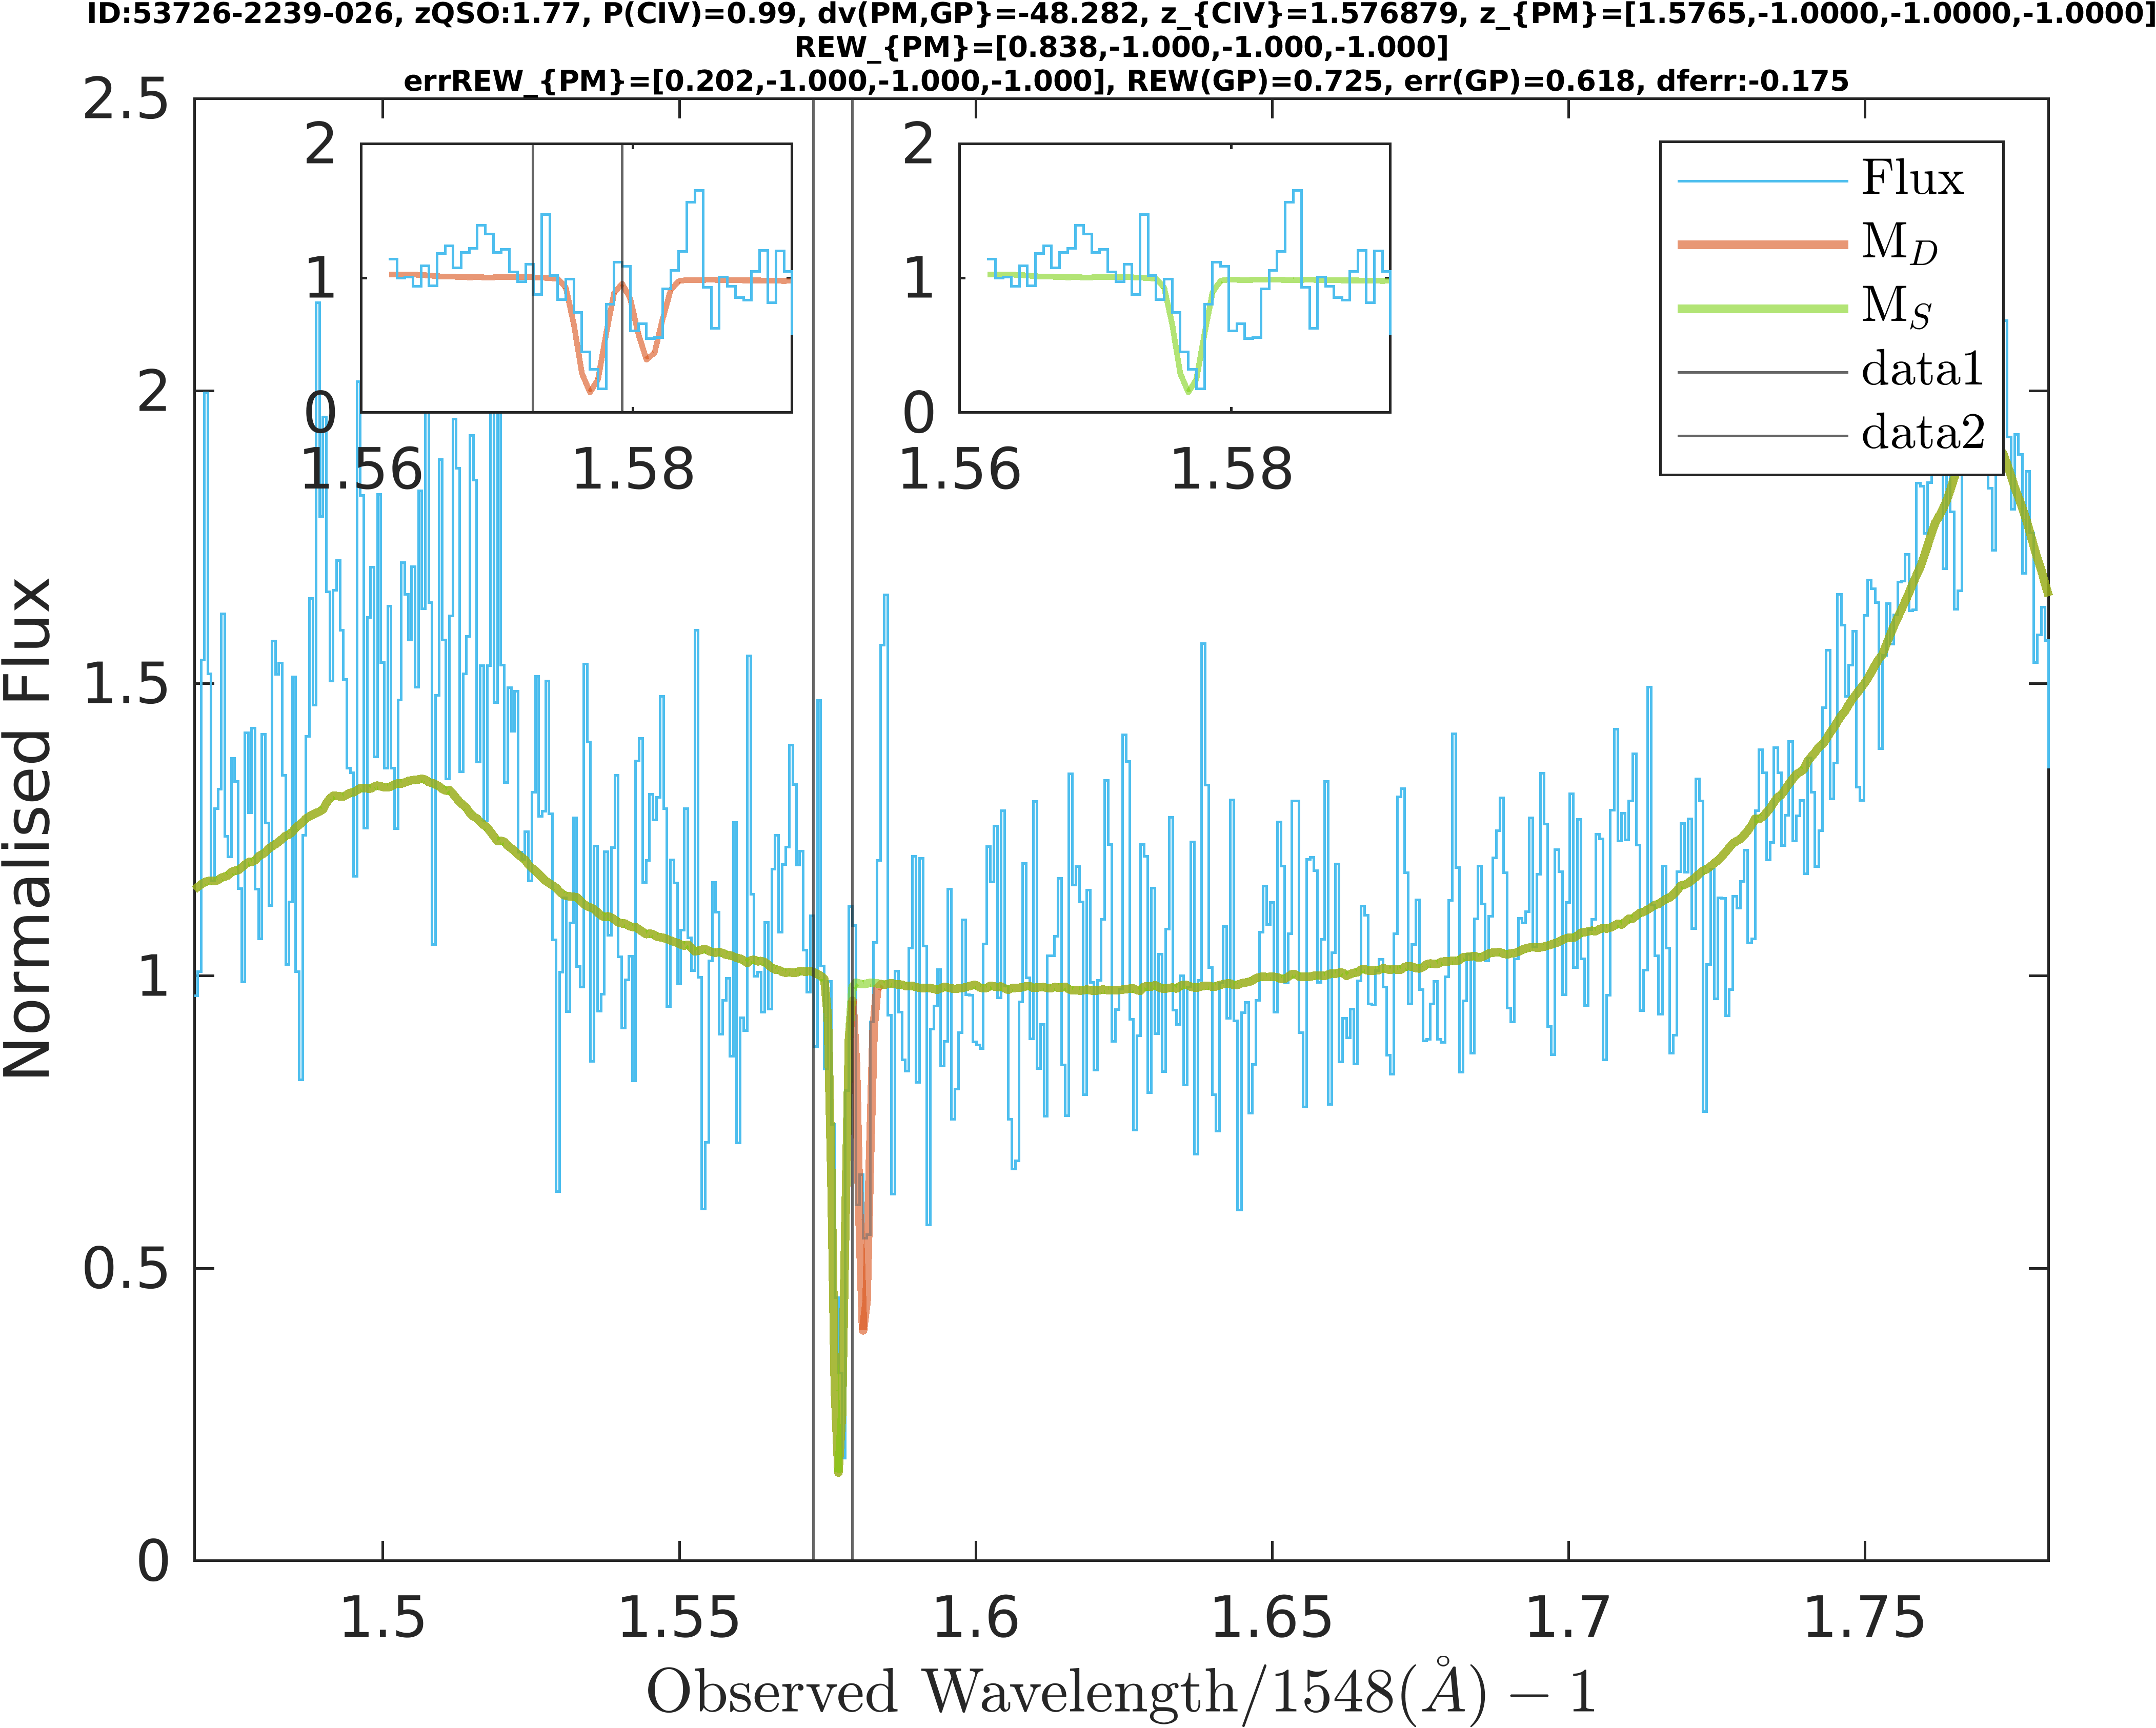 ID:53726-2239-026, zQSO:1.77, P(CIV)=0.99, dv(PM,GP}=-48.282, z_{CIV}=1.576879, z_{PM}=[1.5765,-1.0000,-1.0000,-1.0000]
REW_{PM}=[0.838,-1.000,-1.000,-1.000]
errREW_{PM}=[0.202,-1.000,-1.000,-1.000], REW(GP)=0.725, err(GP)=0.618, dferr:-0.175
2.5
2
1.5
1
0.5
0
Normalised Flux
2
1
0
1.56
1.58
2
1
0
1.56
1.58
Flux
M_D
M_S
data1
data2
1.5
1.55
1.6
1.65
1.7
1.75
Observed Wavelength/1548(Å) − 1